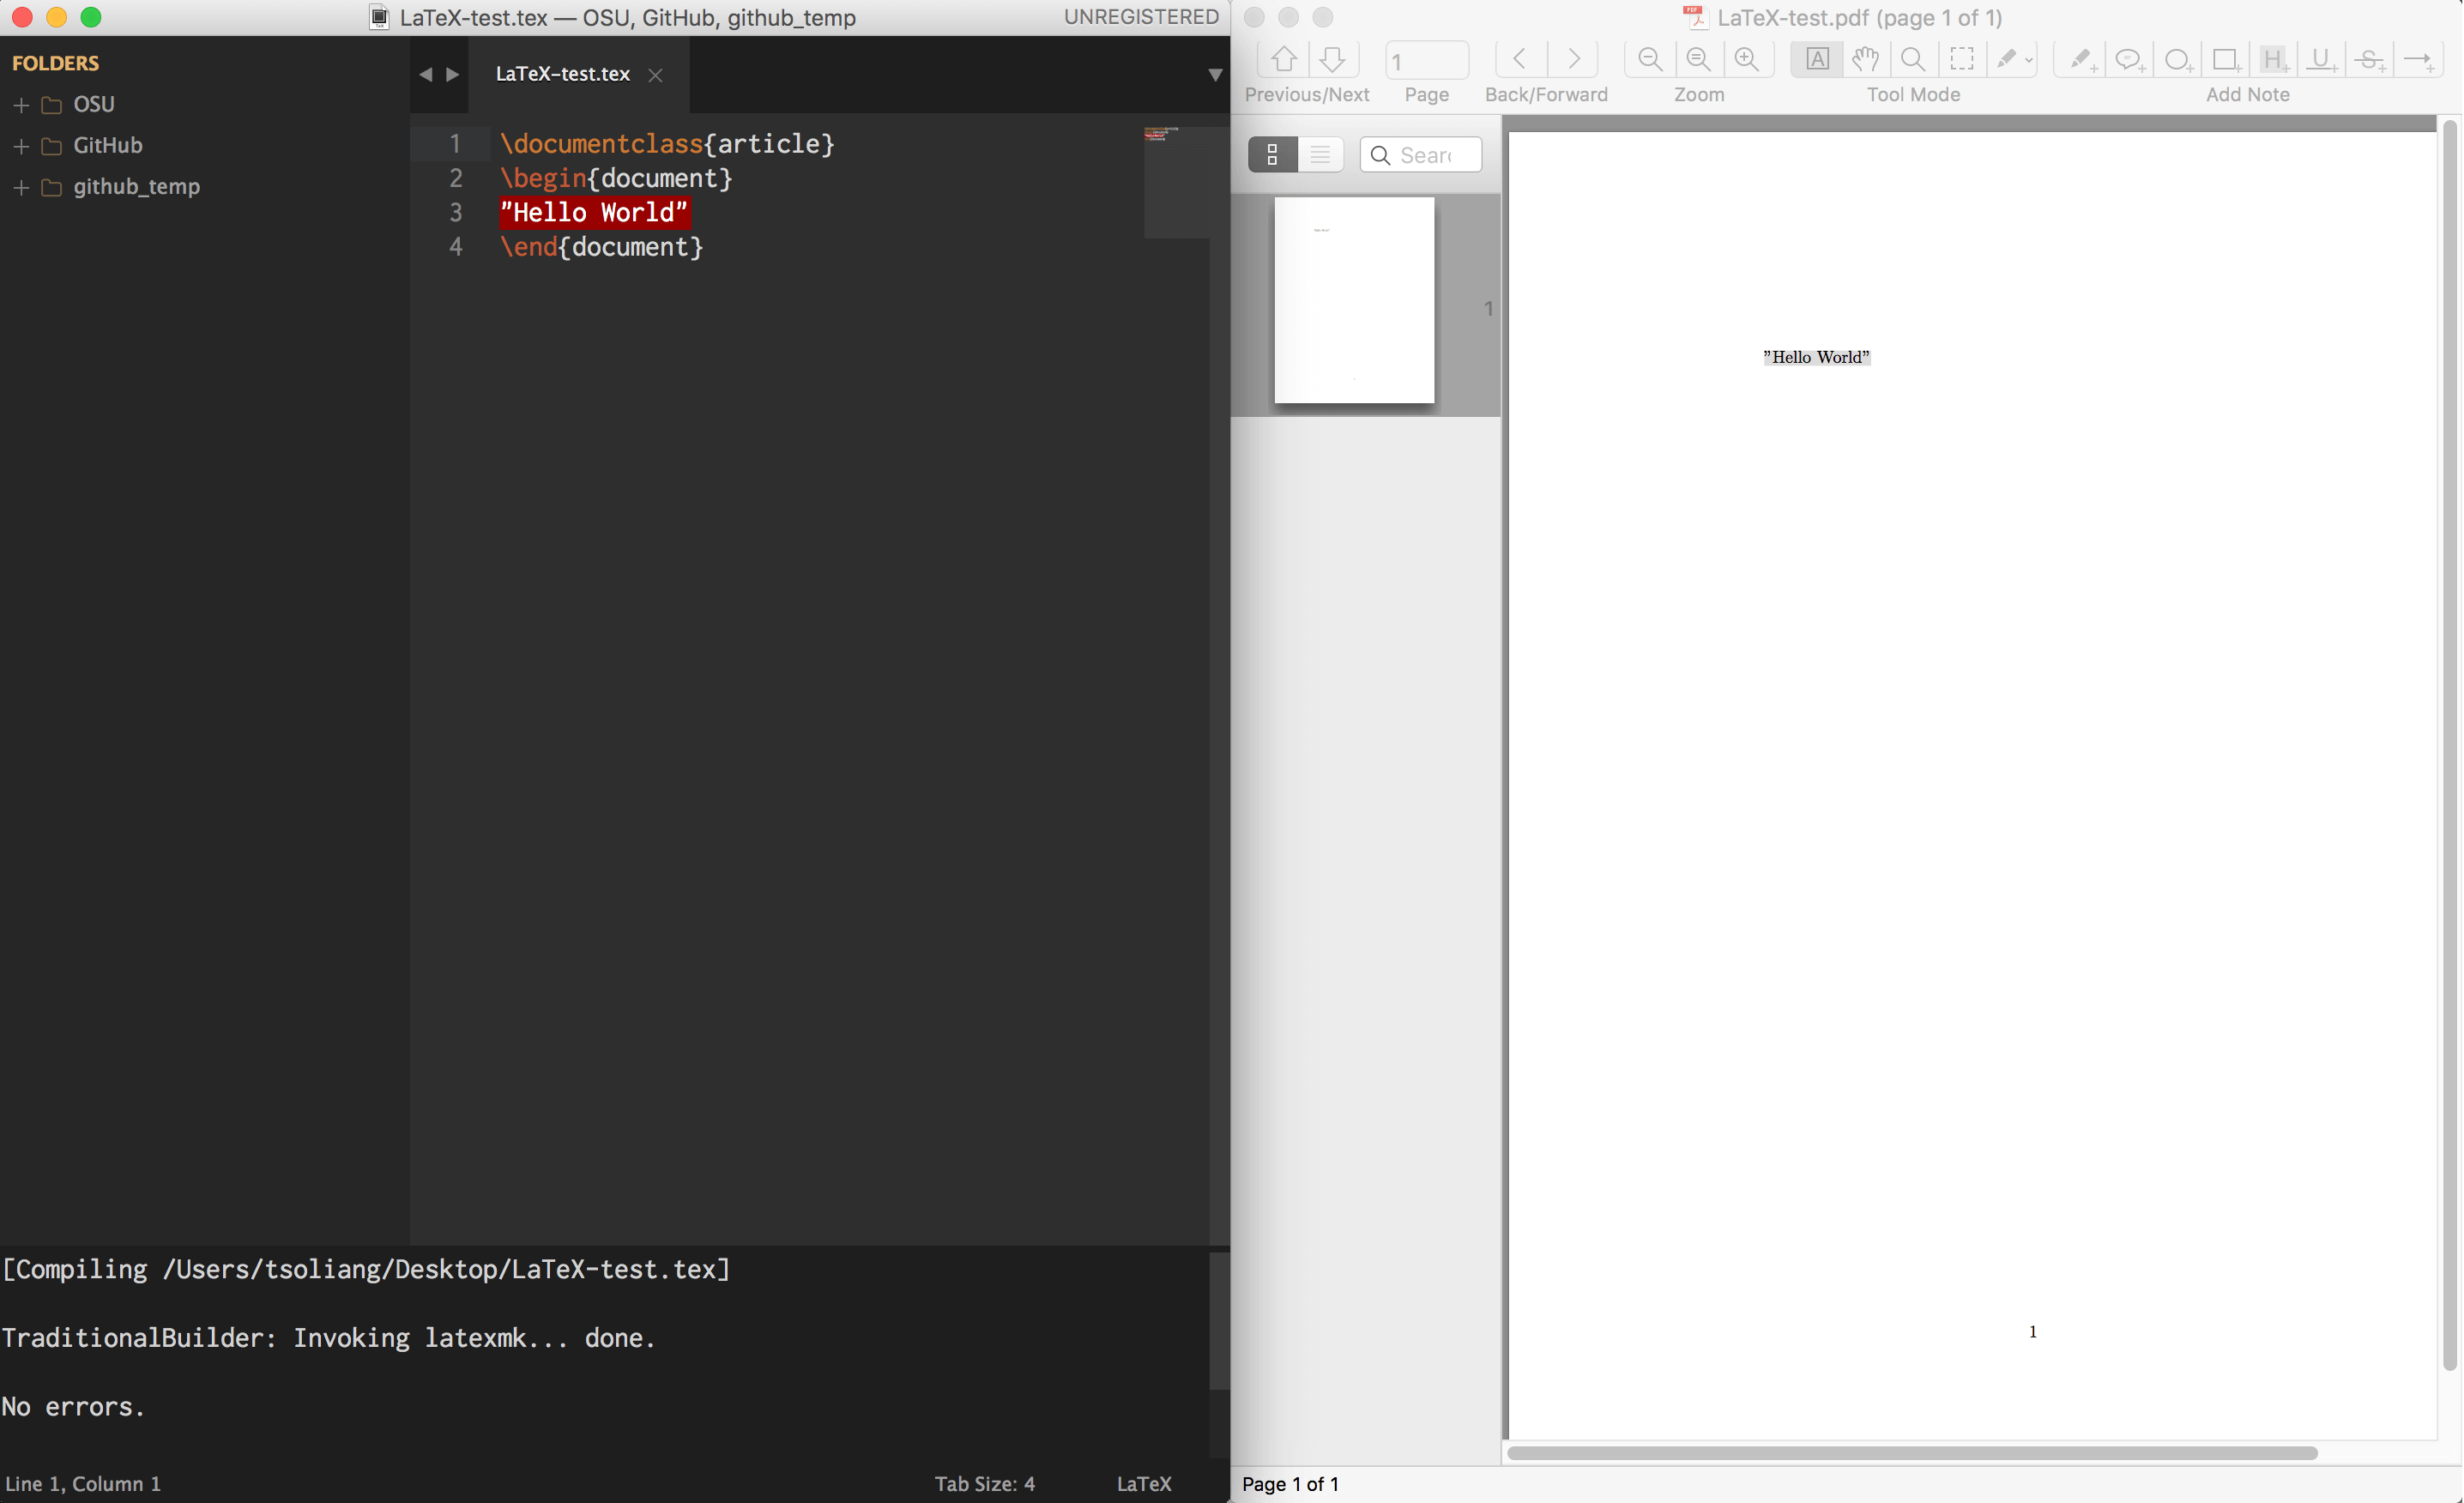 LaTeX-test.tex — OSU, GitHub, github_temp
UNREGISTERED
FOLDERS
OSU
GitHub
github_temp
LaTeX-test.tex
1 \documentclass{article}
2 \begin{document}
3 "Hello World"
4 \end{document}
[Compiling /Users/tsoliang/Desktop/LaTeX-test.tex]
TraditionalBuilder: Invoking latexmk... done.
No errors.
Line 1, Column 1
Tab Size: 4
LaTeX
LaTeX-test.pdf (page 1 of 1)
1
Previous/Next
Page
Back/Forward
Zoom
Tool Mode
Add Note
Sear
1
”Hello World”
1
Page 1 of 1